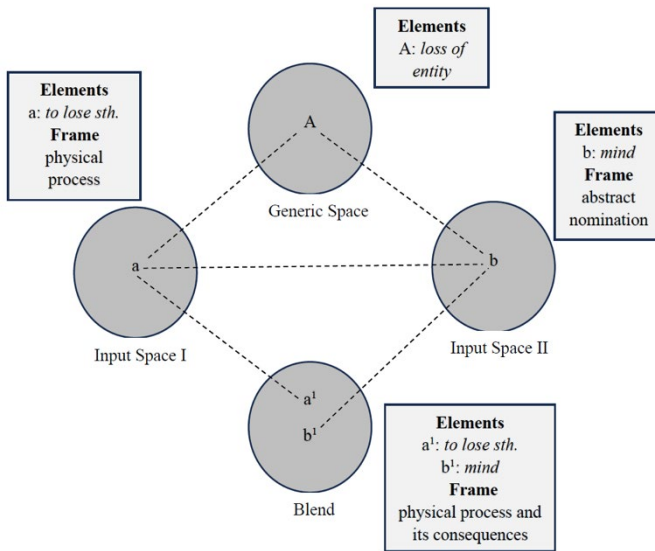 Elements
A: loss of
entity
Elements
a: to lose sth.
Frame
physical
process
Elements
b: mind
Frame
abstract
nomination
A
Generic Space
a
b
Input Space I
Input Space II
a¹
b¹
Blend
Elements
a¹: to lose sth.
b¹: mind
Frame
physical process and
its consequences